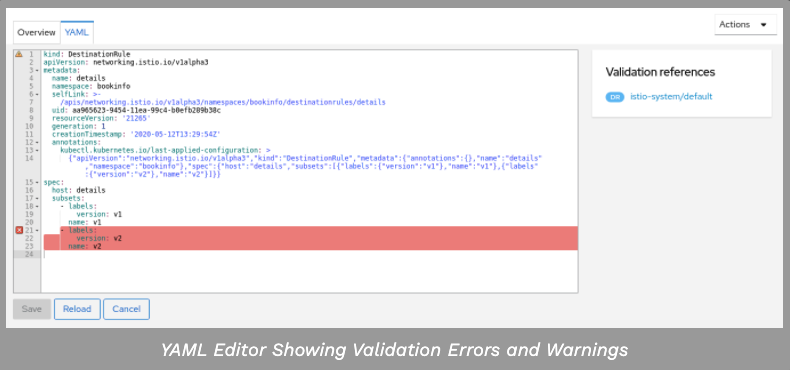 Overview YAML Actions
1 kind: DestinationRule
2 apiVersion: networking.istio.io/v1alpha3
3 metadata:
4 name: details
5 namespace: bookinfo
6 selfLink: >-
7 /apis/networking.istio.io/v1alpha3/namespaces/bookinfo/destinationrules/details
8 uid: aa965623-9454-11ea-99c4-b0efb289b38c
9 resourceVersion: '21265'
10 generation: 1
11 creationTimestamp: '2020-05-12T13:29:54Z'
12 annotations:
13 kubectl.kubernetes.io/last-applied-configuration: >
14 {"apiVersion":"networking.istio.io/v1alpha3","kind":"DestinationRule","metadata":{"annotations":{},"name":"details"
,"namespace":"bookinfo"},"spec":{"host":"details","subsets":[{"labels":{"version":"v1"},"name":"v1"},{"labels"
:{"version":"v2"},"name":"v2"}]}}
15 spec:
16 host: details
17 subsets:
18 - labels:
19 version: v1
20 name: v1
21 - labels:
22 version: v2
23 name: v2
24
Validation references
DR istio-system/default
Save Reload Cancel
YAML Editor Showing Validation Errors and Warnings